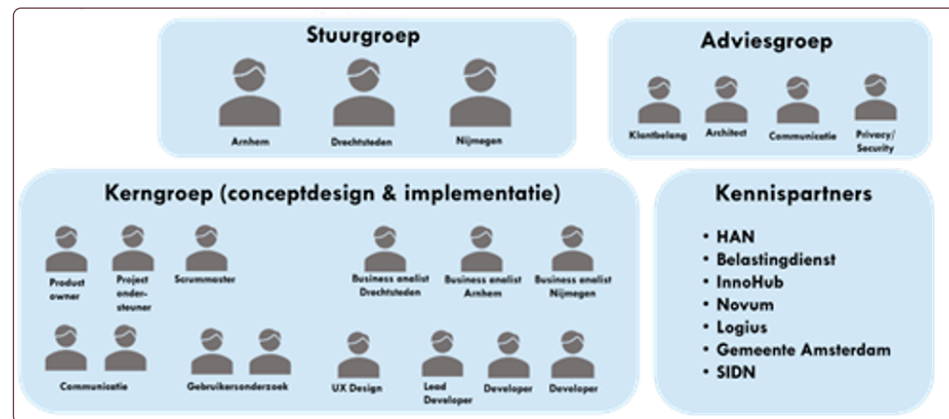 Stuurgroep
Arnhem
Drechtsteden
Nijmegen
Adviesgroep
Klantbelang
Architect
Communicatie
Privacy/
Security
Kerngroep (conceptdesign & implementatie)
Product
owner
Project
onder-
steuner
Scrummaster
Business analist
Drechtsteden
Business analist
Arnhem
Business analist
Nijmegen
Communicatie
Gebruikersonderzoek
UX Design
Lead
Developer
Developer
Developer
Kennispartners
• HAN
• Belastingdienst
• InnoHub
• Novum
• Logius
• Gemeente Amsterdam
• SIDN